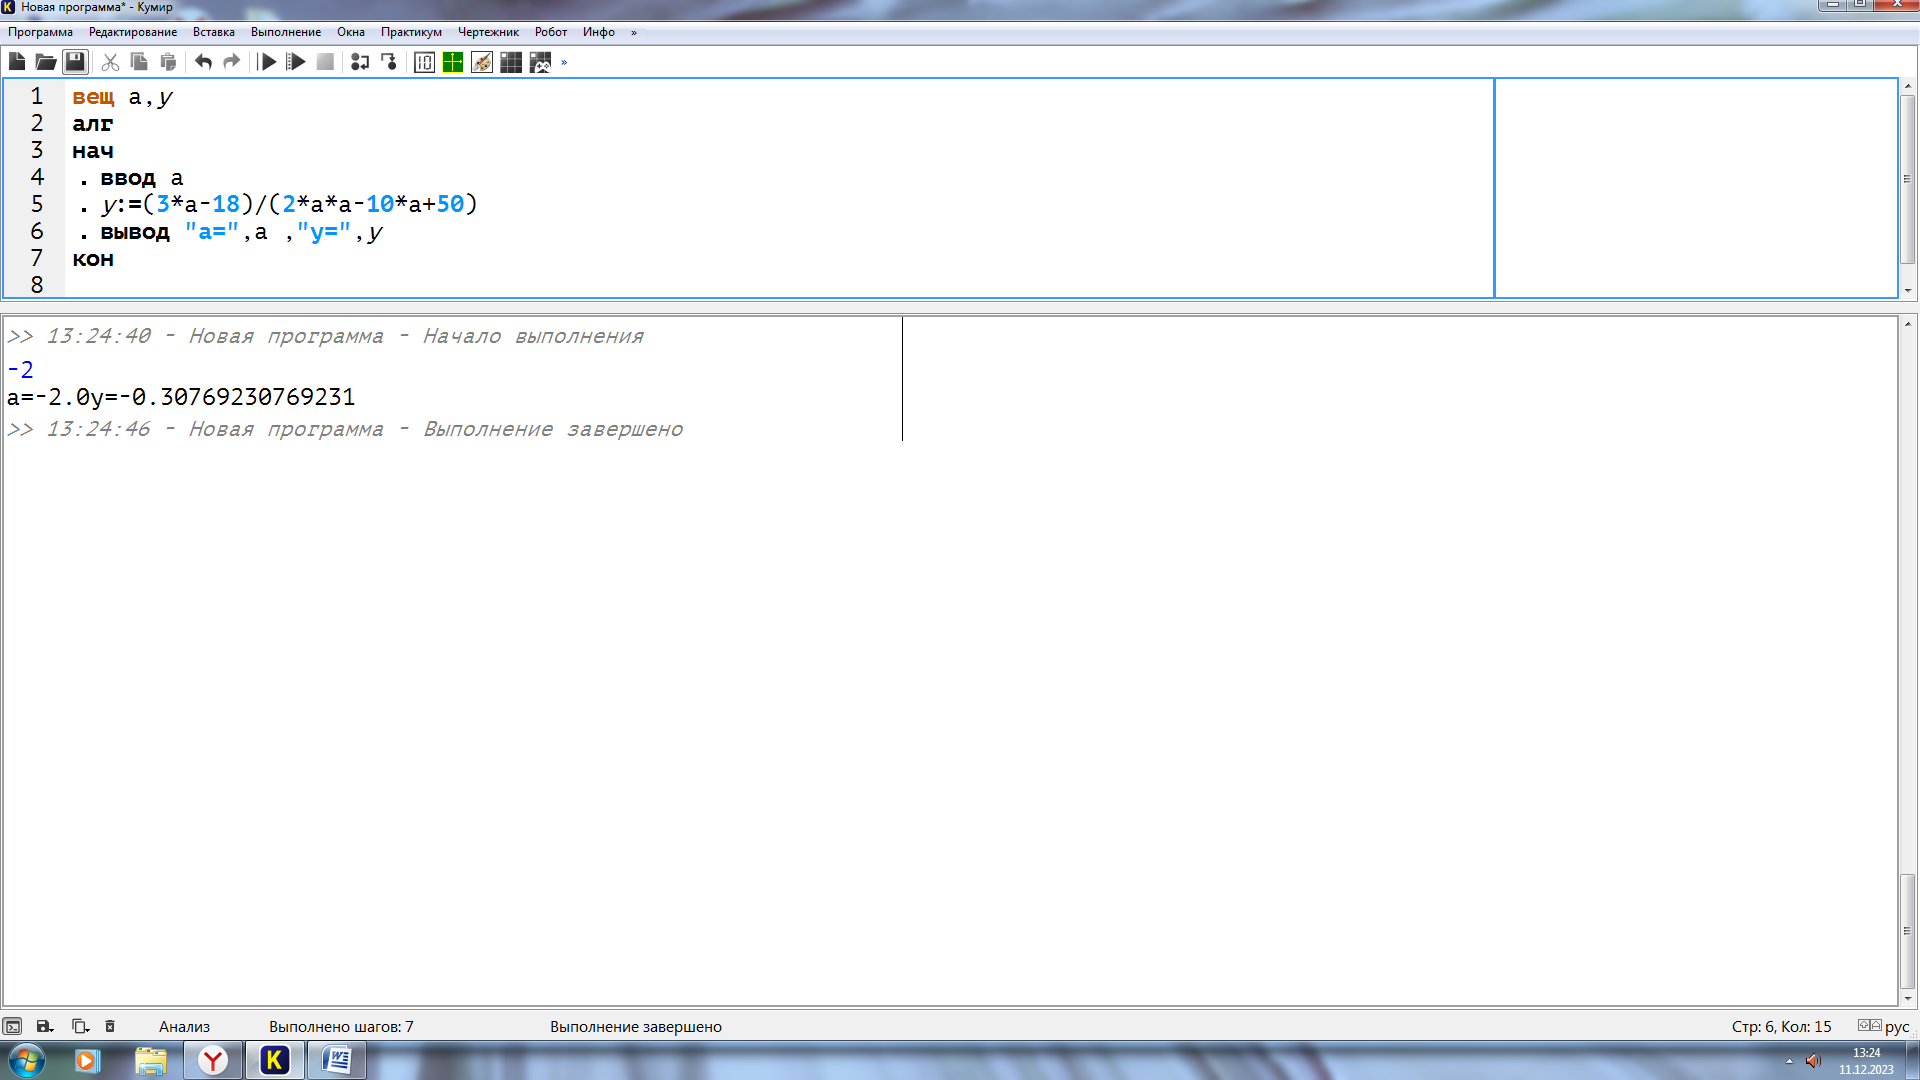 Новая программа* - Кумир
Программа Редактирование Вставка Выполнение Окна Практикум Чертежник Робот Инфо »
»
1 вещ а,у
2 алг
3 нач
4 . ввод а
5 . у:=(3*а-18)/(2*а*а-10*а+50)
6 . вывод "а=",а ,"у=",у
7 кон
8
>> 13:24:40 - Новая программа - Начало выполнения
-2
а=-2.0у=-0.30769230769231
>> 13:24:46 - Новая программа - Выполнение завершено
Анализ Выполнено шагов: 7 Выполнение завершено Стр: 6, Кол: 15 рус
13:24
11.12.2023